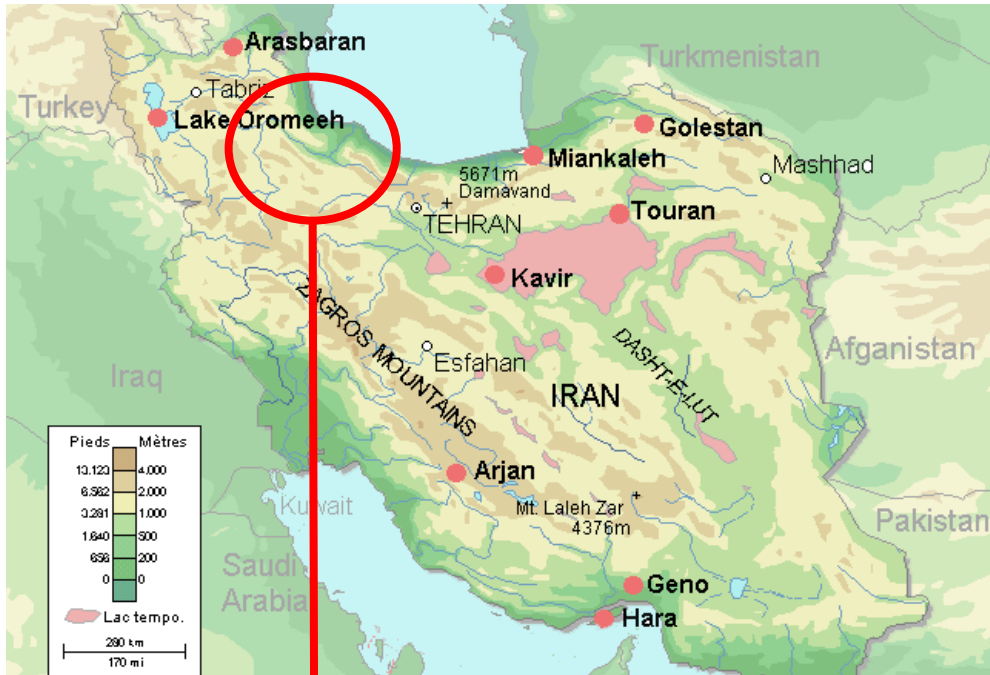 Arasbaran
Turkmenistan
Tabriz
Turkey
Lake Oromeeh
Golestan
Miankaleh
Mashhad
5671m
Damavand
TEHRAN
Touran
Kavir
ZAGROS MOUNTAINS
DASHT-E-LUT
Afganistan
Esfahan
Iraq
IRAN
Pieds Mètres
13.123 4.000
6.562 2.000
3.281 1.000
1.640 500
656 200
0 0
Lac tempo.
280 km
170 mi
Arjan
Kuwait
Mt. Laleh Zar
4376m
Pakistan
Saudi
Arabia
Geno
Hara